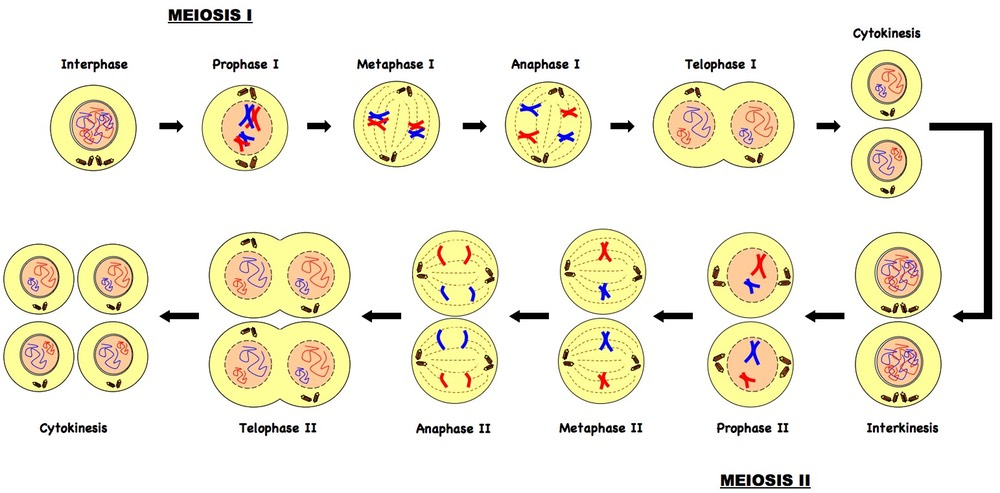 MEIOSIS I
Interphase
Prophase I
Metaphase I
Anaphase I
Telophase I
Cytokinesis
Cytokinesis
Telophase II
Anaphase II
Metaphase II
Prophase II
Interkinesis
MEIOSIS II